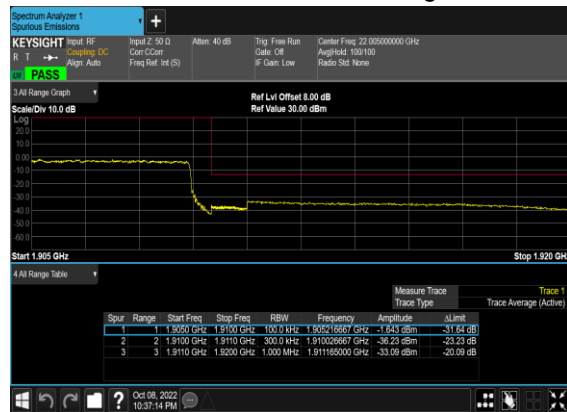 Spectrum Analyzer 1
Spurious Emissions
+
KEYSIGHT Input: RF Input Z: 50 Ω Atten: 40 dB Trig: Free Run Center Freq: 22.005000000 GHz
R T Coupling: DC Corr CCorr Gate: Off Avg|Hold: 100/100
Align: Auto Freq Ref: Int (S) IF Gain: Low Radio Std: None
LXI PASS
3 All Range Graph
Ref Lvl Offset 8.00 dB
Scale/Div 10.0 dB Ref Value 30.00 dBm
Log
20.0
10.0
0.00
-10.0
-20.0
-30.0
-40.0
-50.0
-60.0
Start 1.905 GHz Stop 1.920 GH
4 All Range Table
Measure Trace Trace 1
Trace Type Trace Average (Active)
Spur Range Start Freq Stop Freq RBW Frequency Amplitude ΔLimit
1 1 1.9050 GHz 1.9100 GHz 100.0 kHz 1.905216667 GHz -1.643 dBm -31.64 dB
2 2 1.9100 GHz 1.9110 GHz 300.0 kHz 1.910026667 GHz -36.23 dBm -23.23 dB
3 3 1.9110 GHz 1.9200 GHz 1.000 MHz 1.911165000 GHz -33.09 dBm -20.09 dB
? Oct 08, 2022
10:37:14 PM